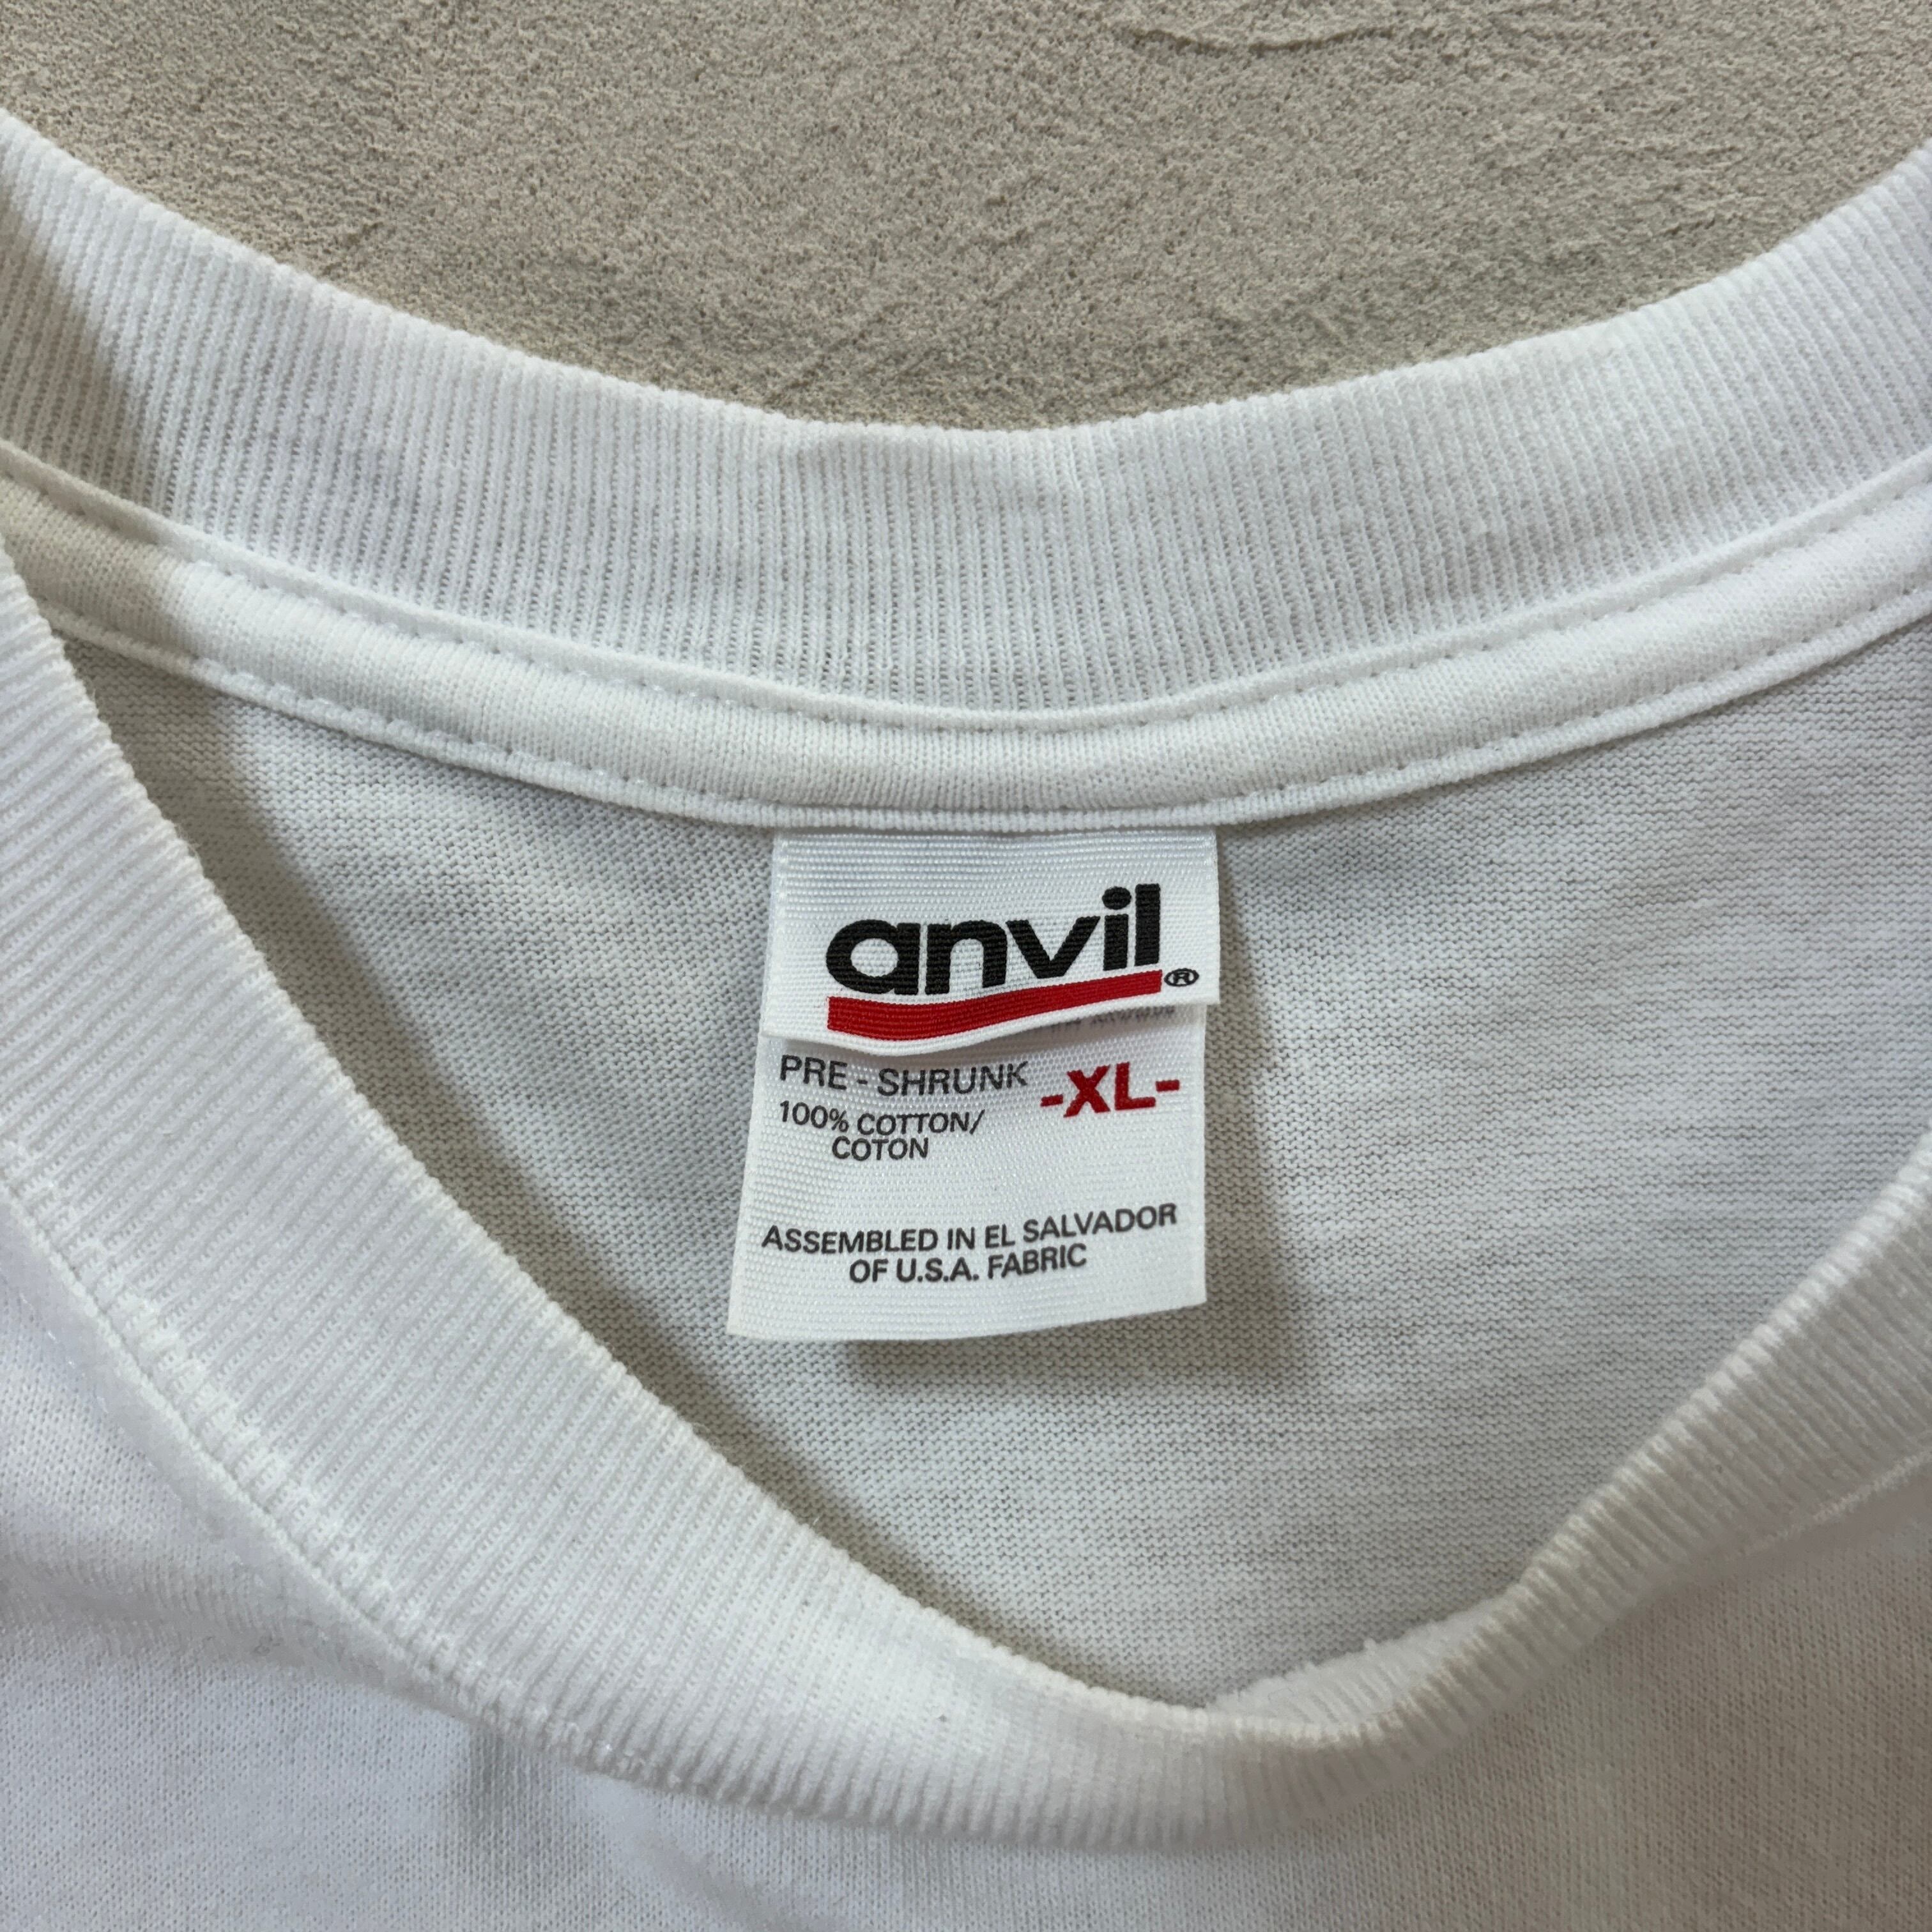 anvil®
PRE - SHRUNK -XL-
100% COTTON/
COTON
ASSEMBLED IN EL SALVADOR
OF U.S.A. FABRIC